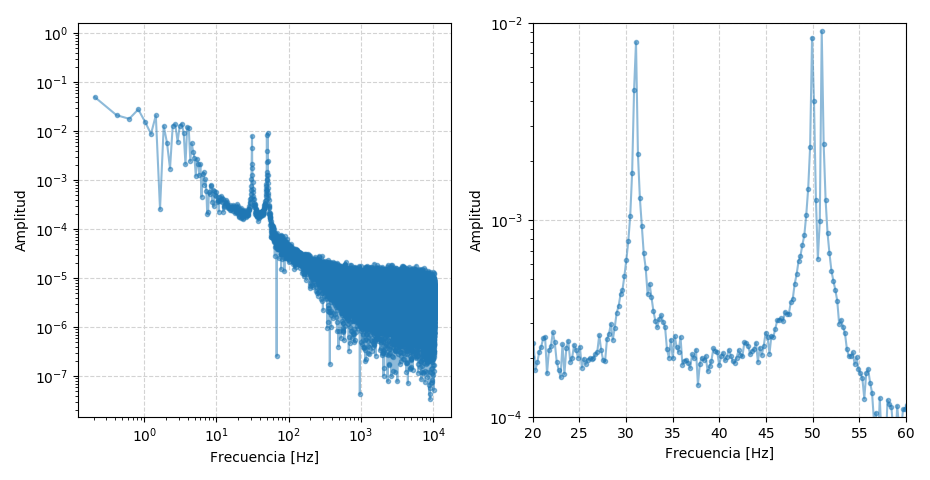 10⁰
10⁻¹
10⁻²
10⁻³
10⁻⁴
10⁻⁵
10⁻⁶
10⁻⁷
Amplitud
10⁰ 10¹ 10² 10³ 10⁴
Frecuencia [Hz]
10⁻²
10⁻³
10⁻⁴
Amplitud
20 25 30 35 40 45 50 55 60
Frecuencia [Hz]